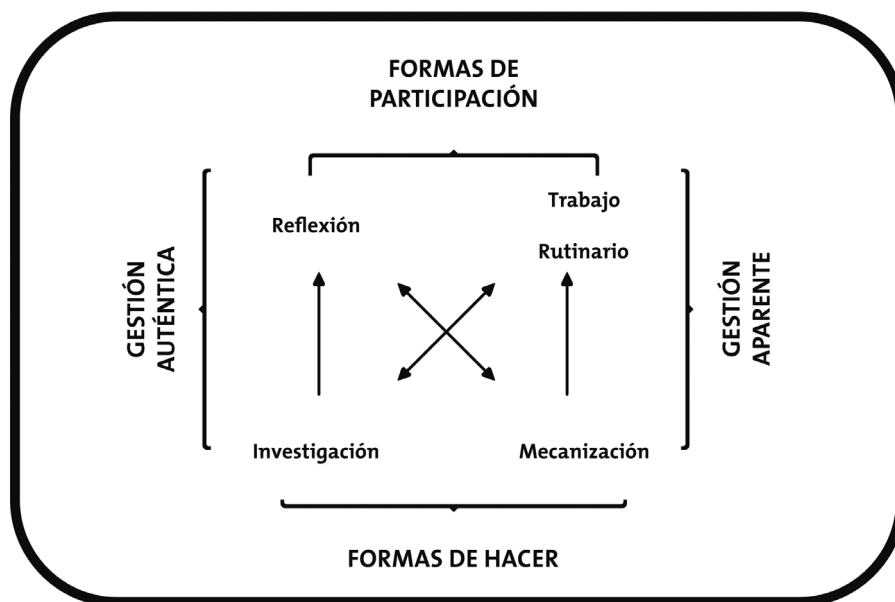 FORMAS DE
PARTICIPACIÓN
Trabajo
Reflexión
Rutinario
GESTIÓN
AUTÉNTICA
GESTIÓN
APARENTE
Investigación
Mecanización
FORMAS DE HACER